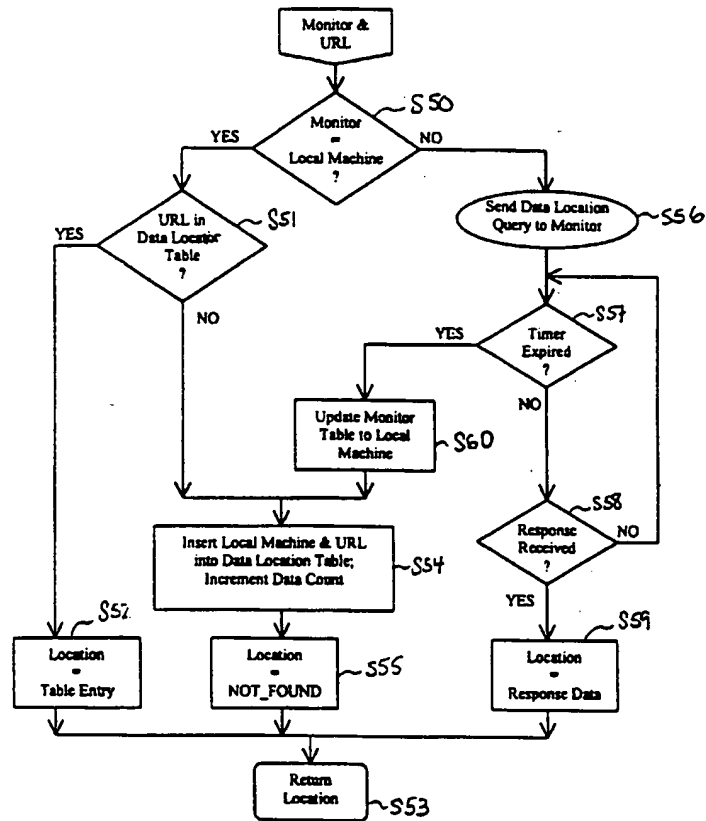 Monitor &
URL
S50
Monitor
=
Local Machine
?
YES
NO
S51
URL in
Data Locator
Table
?
YES
NO
Send Data Location
Query to Monitor
S56
S57
Timer
Expired
?
YES
NO
Update Monitor
Table to Local
Machine
S60
S58
Response
Received
?
NO
YES
Insert Local Machine & URL
into Data Location Table;
Increment Data Count
S54
S52
Location
=
Table Entry
Location
=
NOT_FOUND
S55
S59
Location
=
Response Data
Return
Location
S53